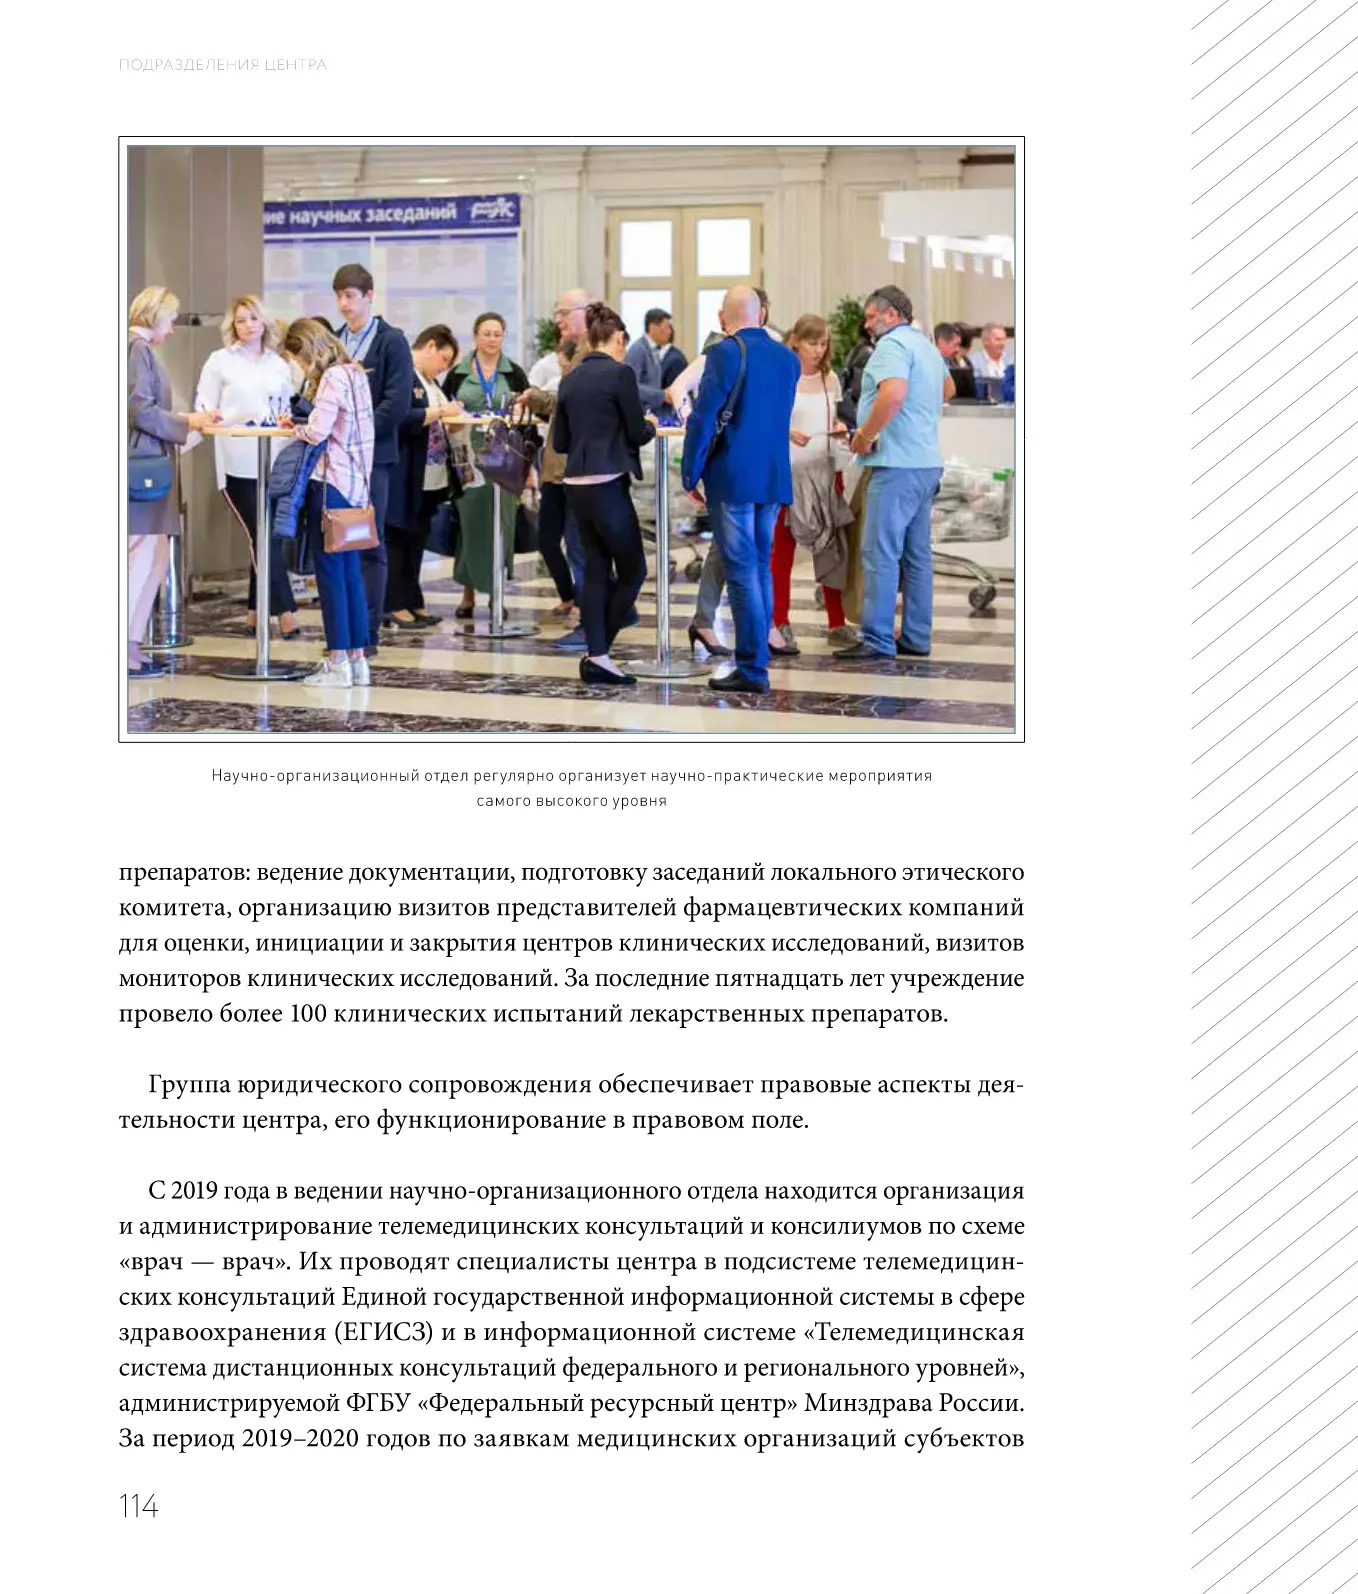 ПОДРАЗДЕЛЕНИЯ ЦЕНТРА
ие научных заседаний
Научно-организационный отдел регулярно организует научно-практические мероприятия
самого высокого уровня
препаратов: ведение документации, подготовку заседаний локального этического
комитета, организацию визитов представителей фармацевтических компаний
для оценки, инициации и закрытия центров клинических исследований, визитов
мониторов клинических исследований. За последние пятнадцать лет учреждение
провело более 100 клинических испытаний лекарственных препаратов.
Группа юридического сопровождения обеспечивает правовые аспекты дея-
тельности центра, его функционирование в правовом поле.
С 2019 года в ведении научно-организационного отдела находится организация
и администрирование телемедицинских консультаций и консилиумов по схеме
«врач — врач». Их проводят специалисты центра в подсистеме телемедицин-
ских консультаций Единой государственной информационной системы в сфере
здравоохранения (ЕГИСЗ) и в информационной системе «Телемедицинская
система дистанционных консультаций федерального и регионального уровней»,
администрируемой ФГБУ «Федеральный ресурсный центр» Минздрава России.
За период 2019–2020 годов по заявкам медицинских организаций субъектов
114